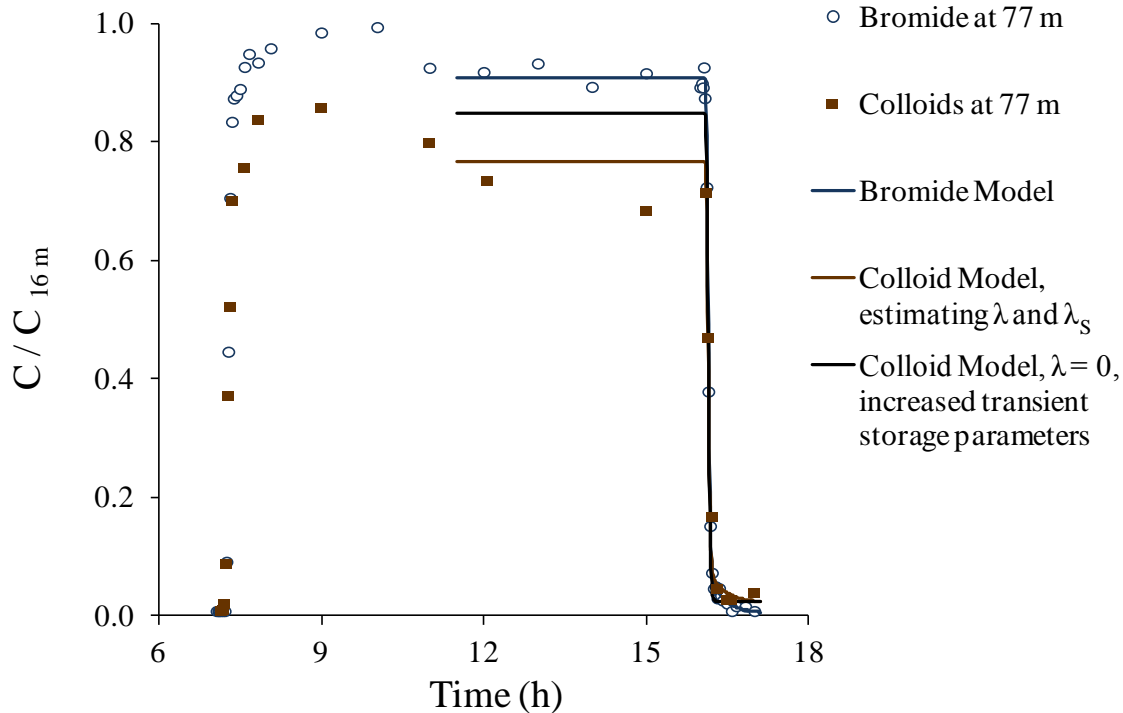 1.0
0.8
0.6
0.4
0.2
0.0
C / C 16 m
6
9
12
15
18
Time (h)
Bromide at 77 m
Colloids at 77 m
Bromide Model
Colloid Model,
estimating λ and λS
Colloid Model, λ = 0,
increased transient
storage parameters